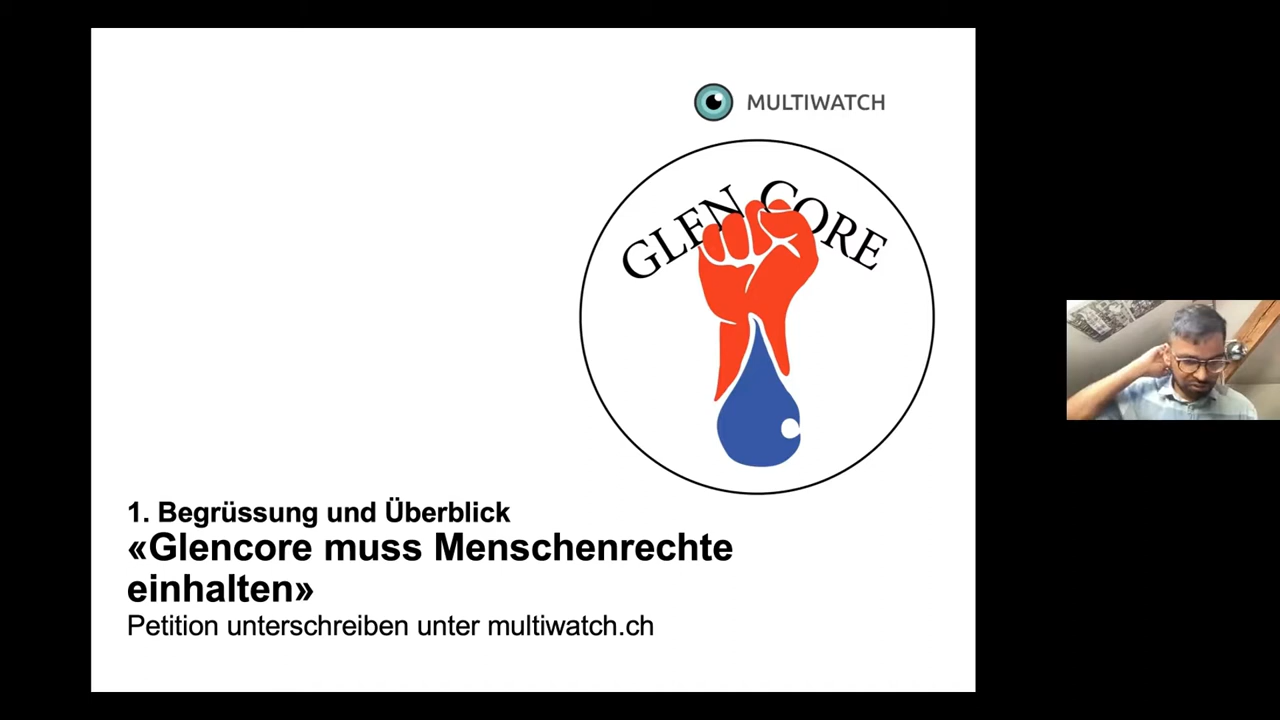 MULTIWATCH
GLENCORE
1. Begrüssung und Überblick
«Glencore muss Menschenrechte
einhalten»
Petition unterschreiben unter multiwatch.ch